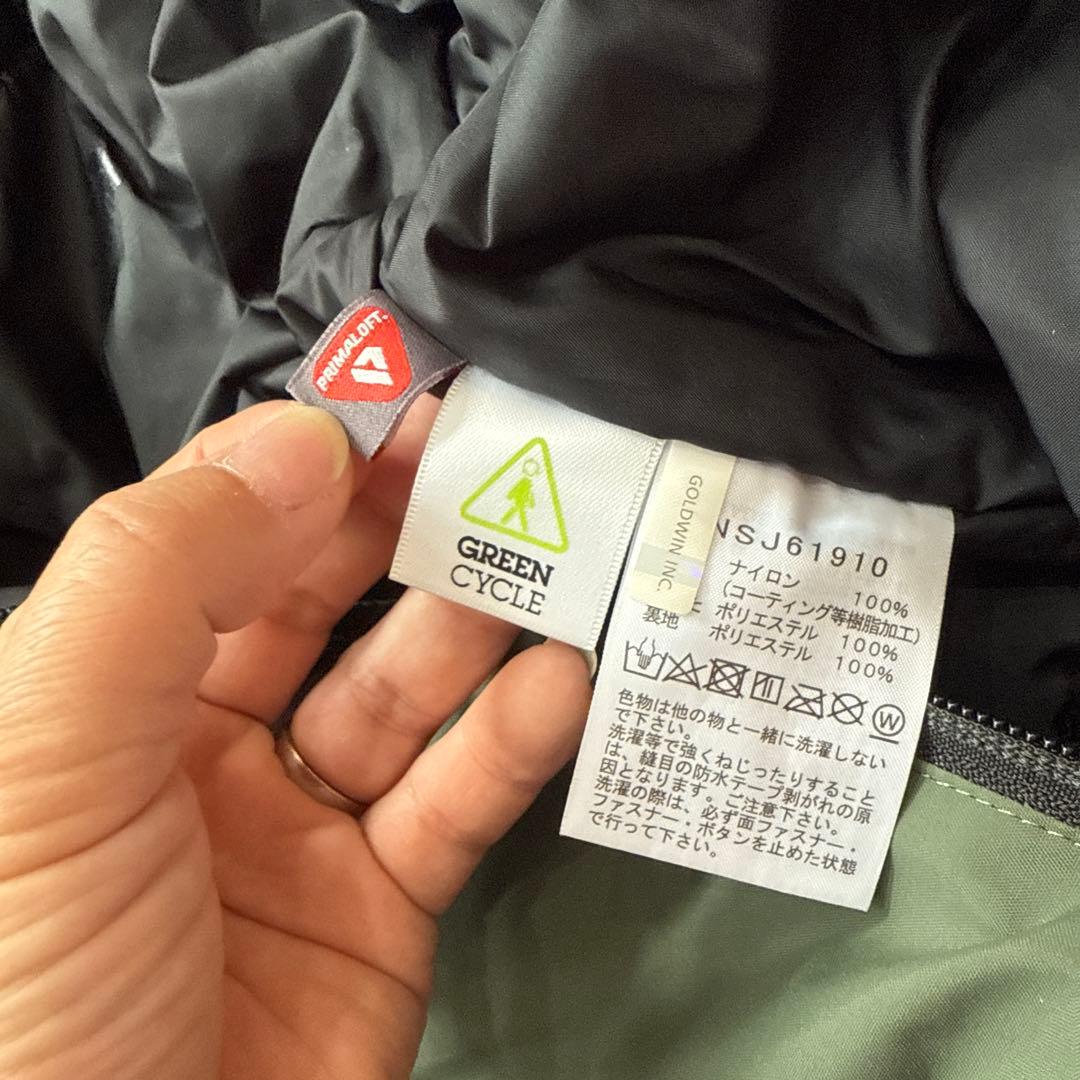 PRIMALOFT®
GREEN
CYCLE
GOLDWIN INC.
NSJ61910
ナイロン 100%
(コーティング等樹脂加工)
ポリエステル 100%
裏地 ポリエステル 100%
W
色物は他の物と一緒に洗濯しない
で下さい。
洗濯等で強くねじったりすること
は、縫目の防水テープ剥がれの原
因となります。ご注意下さい。
洗濯の際は、必ず面ファスナー・
ファスナー・ボタンを止めた状態
で行って下さい。